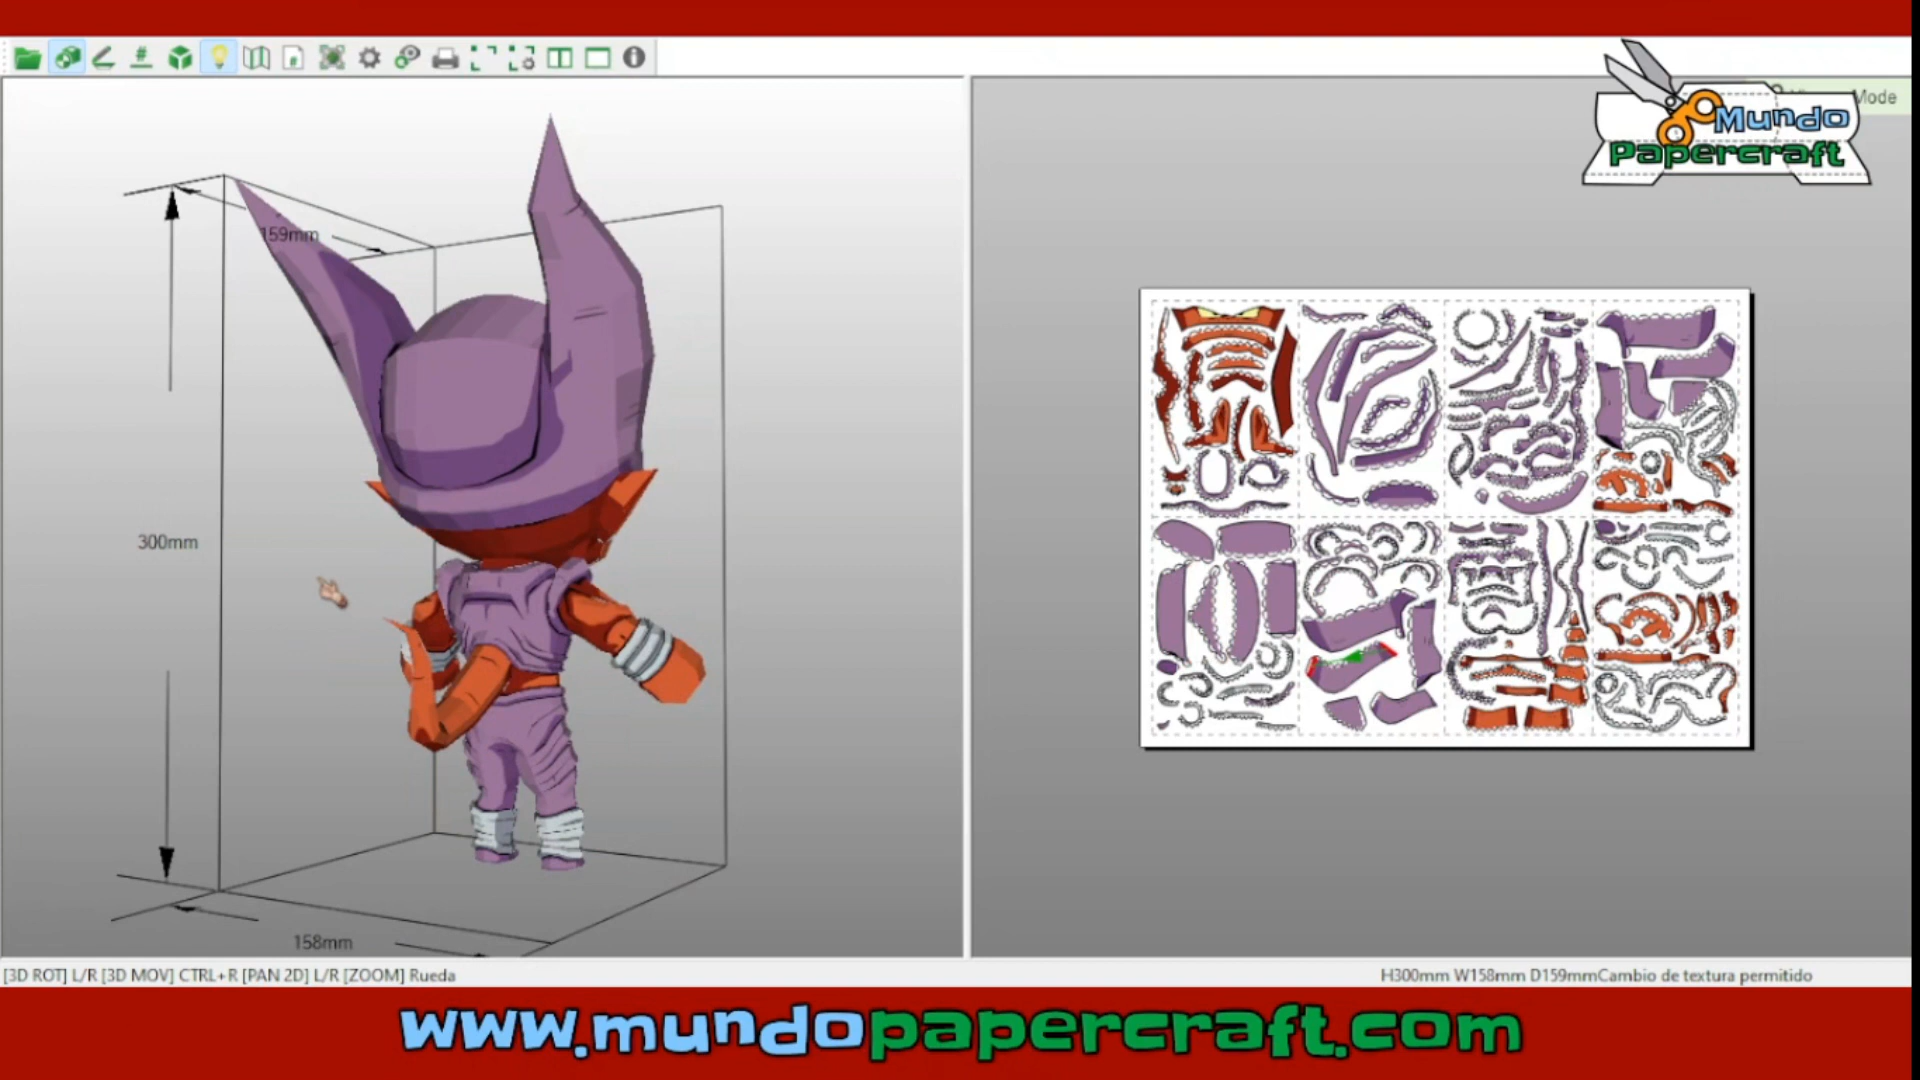 Mode
Mundo
Papercraft
159mm
300mm
158mm
[3D ROT] L/R [3D MOV] CTRL+R [PAN 2D] L/R [ZOOM] Rueda
H300mm W158mm D159mmCambio de textura permitido
www.mundopapercraft.com